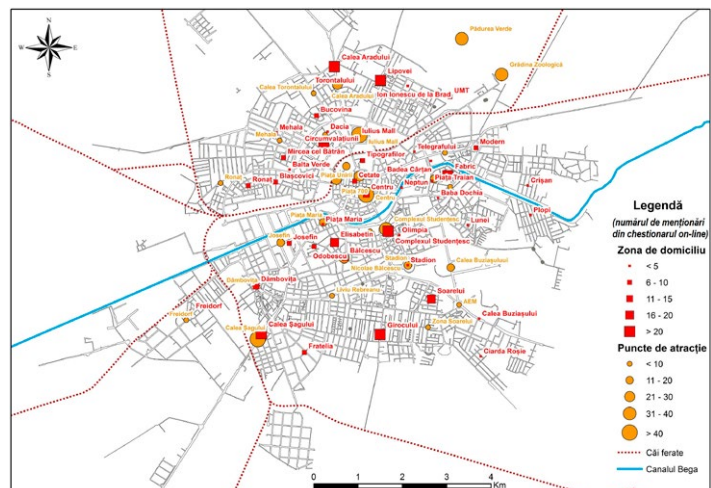 N
W
E
S
Pădurea Verde
Grădina Zoologică
Calea Aradului
Lipovei
Torontalului
Calea Torontalului
Calea Aradului
Ion Ionescu de la Brad
UMT
Bucovina
Mehala
Dacia
Iulius Mall
Circumvalațiunii
Iulius Mall
Mehala
Mircea cel Bătrân
Tipografilor
Telegrafului
Modern
Balta Verde
Badea Cârțan
Fabric
Ronaț
Ronaț
Blașcovici
Piața Unirii
Cetate
Neptun
Piața Traian
Crișan
Piața 700
Centru
Centru
Baba Dochia
Plopi
Piața Maria
Piața Maria
Complexul Studențesc
Lunei
Josefin
Josefin
Elisabetin
Olimpia
Complexul Studențesc
Odobescu
Bălcescu
Nicolae Bălcescu
Stadion
Stadion
Calea Buziașului
Dâmbovița
Dâmbovița
Liviu Rebreanu
Soarelui
AEM
Freidorf
Freidorf
Calea Șagului
Calea Șagului
Girocului
Zona Soarelui
Calea Buziașului
Fratelia
Ciarda Roșie
Legendă
(numărul de menționări
din chestionarul on-line)
Zona de domiciliu
< 5
6 - 10
11 - 15
16 - 20
> 20
Puncte de atracție
< 10
11 - 20
21 - 30
31 - 40
> 40
Căi ferate
Canalul Bega
0 1 2 3 4
Km